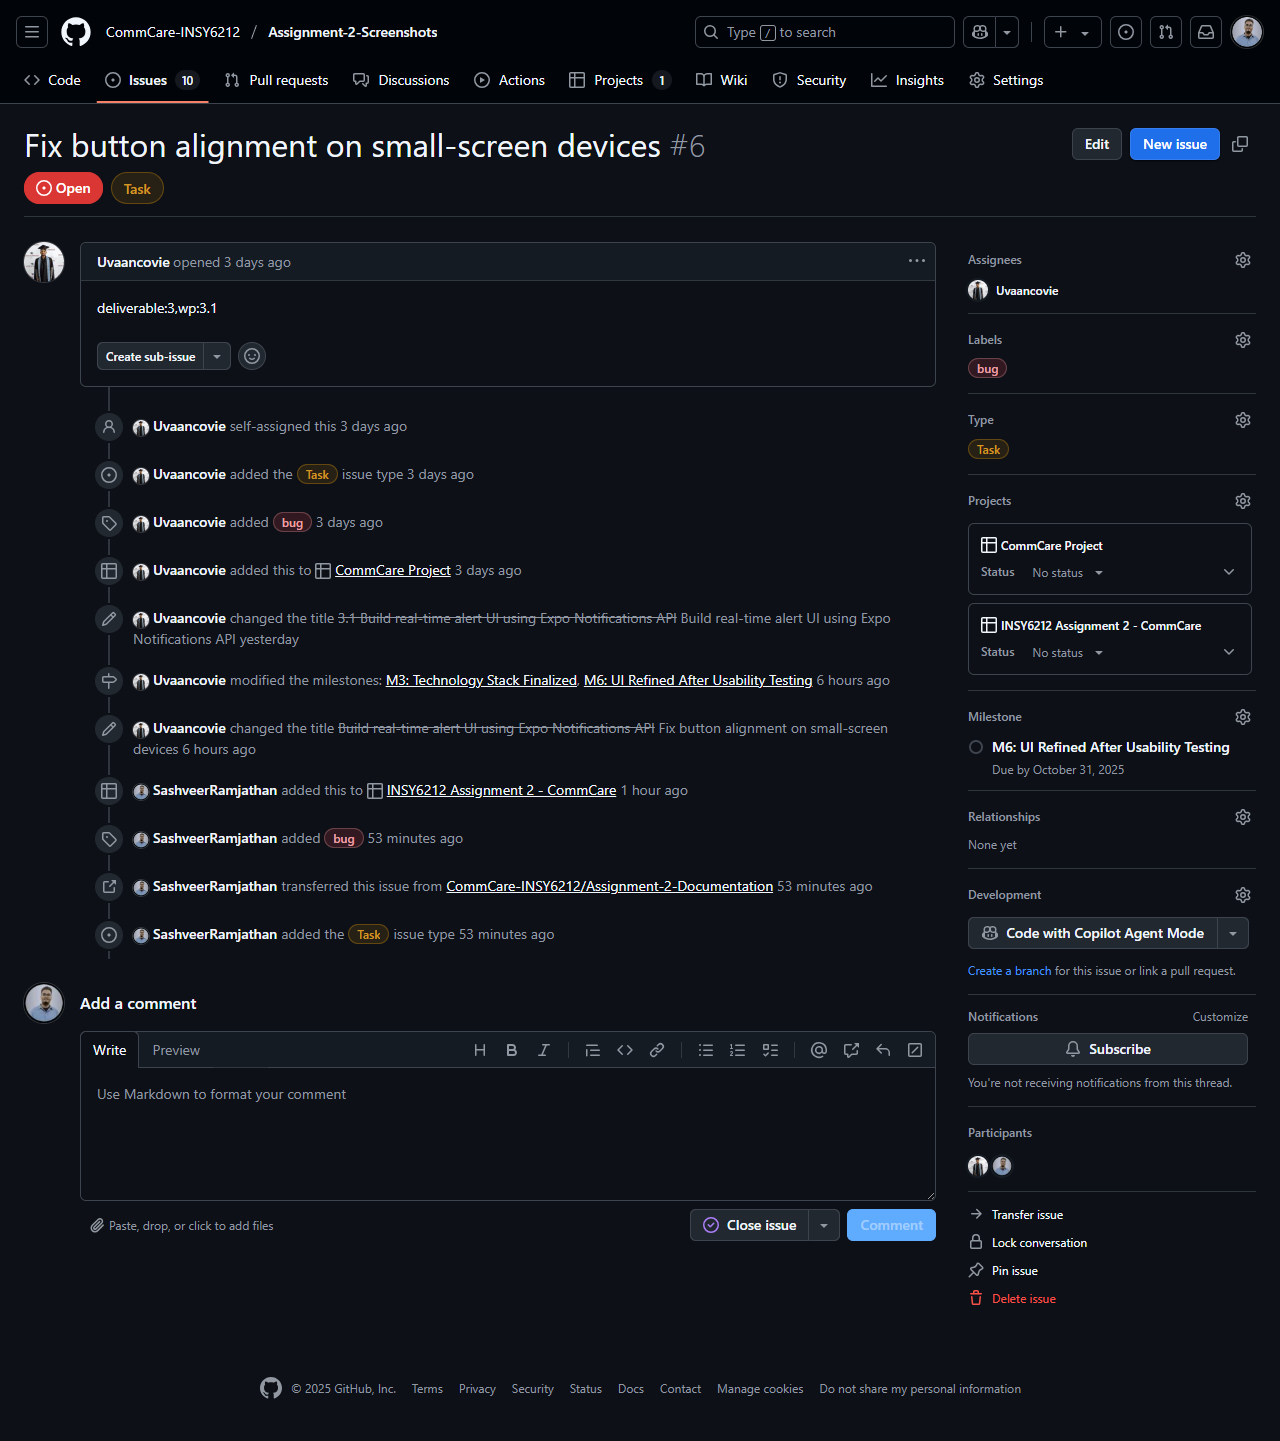 CommCare-INSY6212 / Assignment-2-Screenshots
Type / to search
Code Issues 10 Pull requests Discussions Actions Projects 1 Wiki Security Insights Settings
Fix button alignment on small-screen devices #6
Edit New issue
Open Task
Uvaancovie opened 3 days ago
deliverable:3,wp:3.1
Create sub-issue
Uvaancovie self-assigned this 3 days ago
Uvaancovie added the Task issue type 3 days ago
Uvaancovie added bug 3 days ago
Uvaancovie added this to CommCare Project 3 days ago
Uvaancovie changed the title 3.1 Build real-time alert UI using Expo Notifications API Build real-time alert UI using Expo
Notifications API yesterday
Uvaancovie modified the milestones: M3: Technology Stack Finalized, M6: UI Refined After Usability Testing 6 hours ago
Uvaancovie changed the title Build real-time alert UI using Expo Notifications API Fix button alignment on small-screen
devices 6 hours ago
SashveerRamjathan added this to INSY6212 Assignment 2 - CommCare 1 hour ago
SashveerRamjathan added bug 53 minutes ago
SashveerRamjathan transferred this issue from CommCare-INSY6212/Assignment-2-Documentation 53 minutes ago
SashveerRamjathan added the Task issue type 53 minutes ago
Add a comment
Write Preview
Use Markdown to format your comment
Paste, drop, or click to add files
Close issue Comment
Assignees
Uvaancovie
Labels
bug
Type
Task
Projects
CommCare Project
Status No status
INSY6212 Assignment 2 - CommCare
Status No status
Milestone
M6: UI Refined After Usability Testing
Due by October 31, 2025
Relationships
None yet
Development
Code with Copilot Agent Mode
Create a branch for this issue or link a pull request.
Notifications Customize
Subscribe
You're not receiving notifications from this thread.
Participants
Transfer issue
Lock conversation
Pin issue
Delete issue
© 2025 GitHub, Inc. Terms Privacy Security Status Docs Contact Manage cookies Do not share my personal information